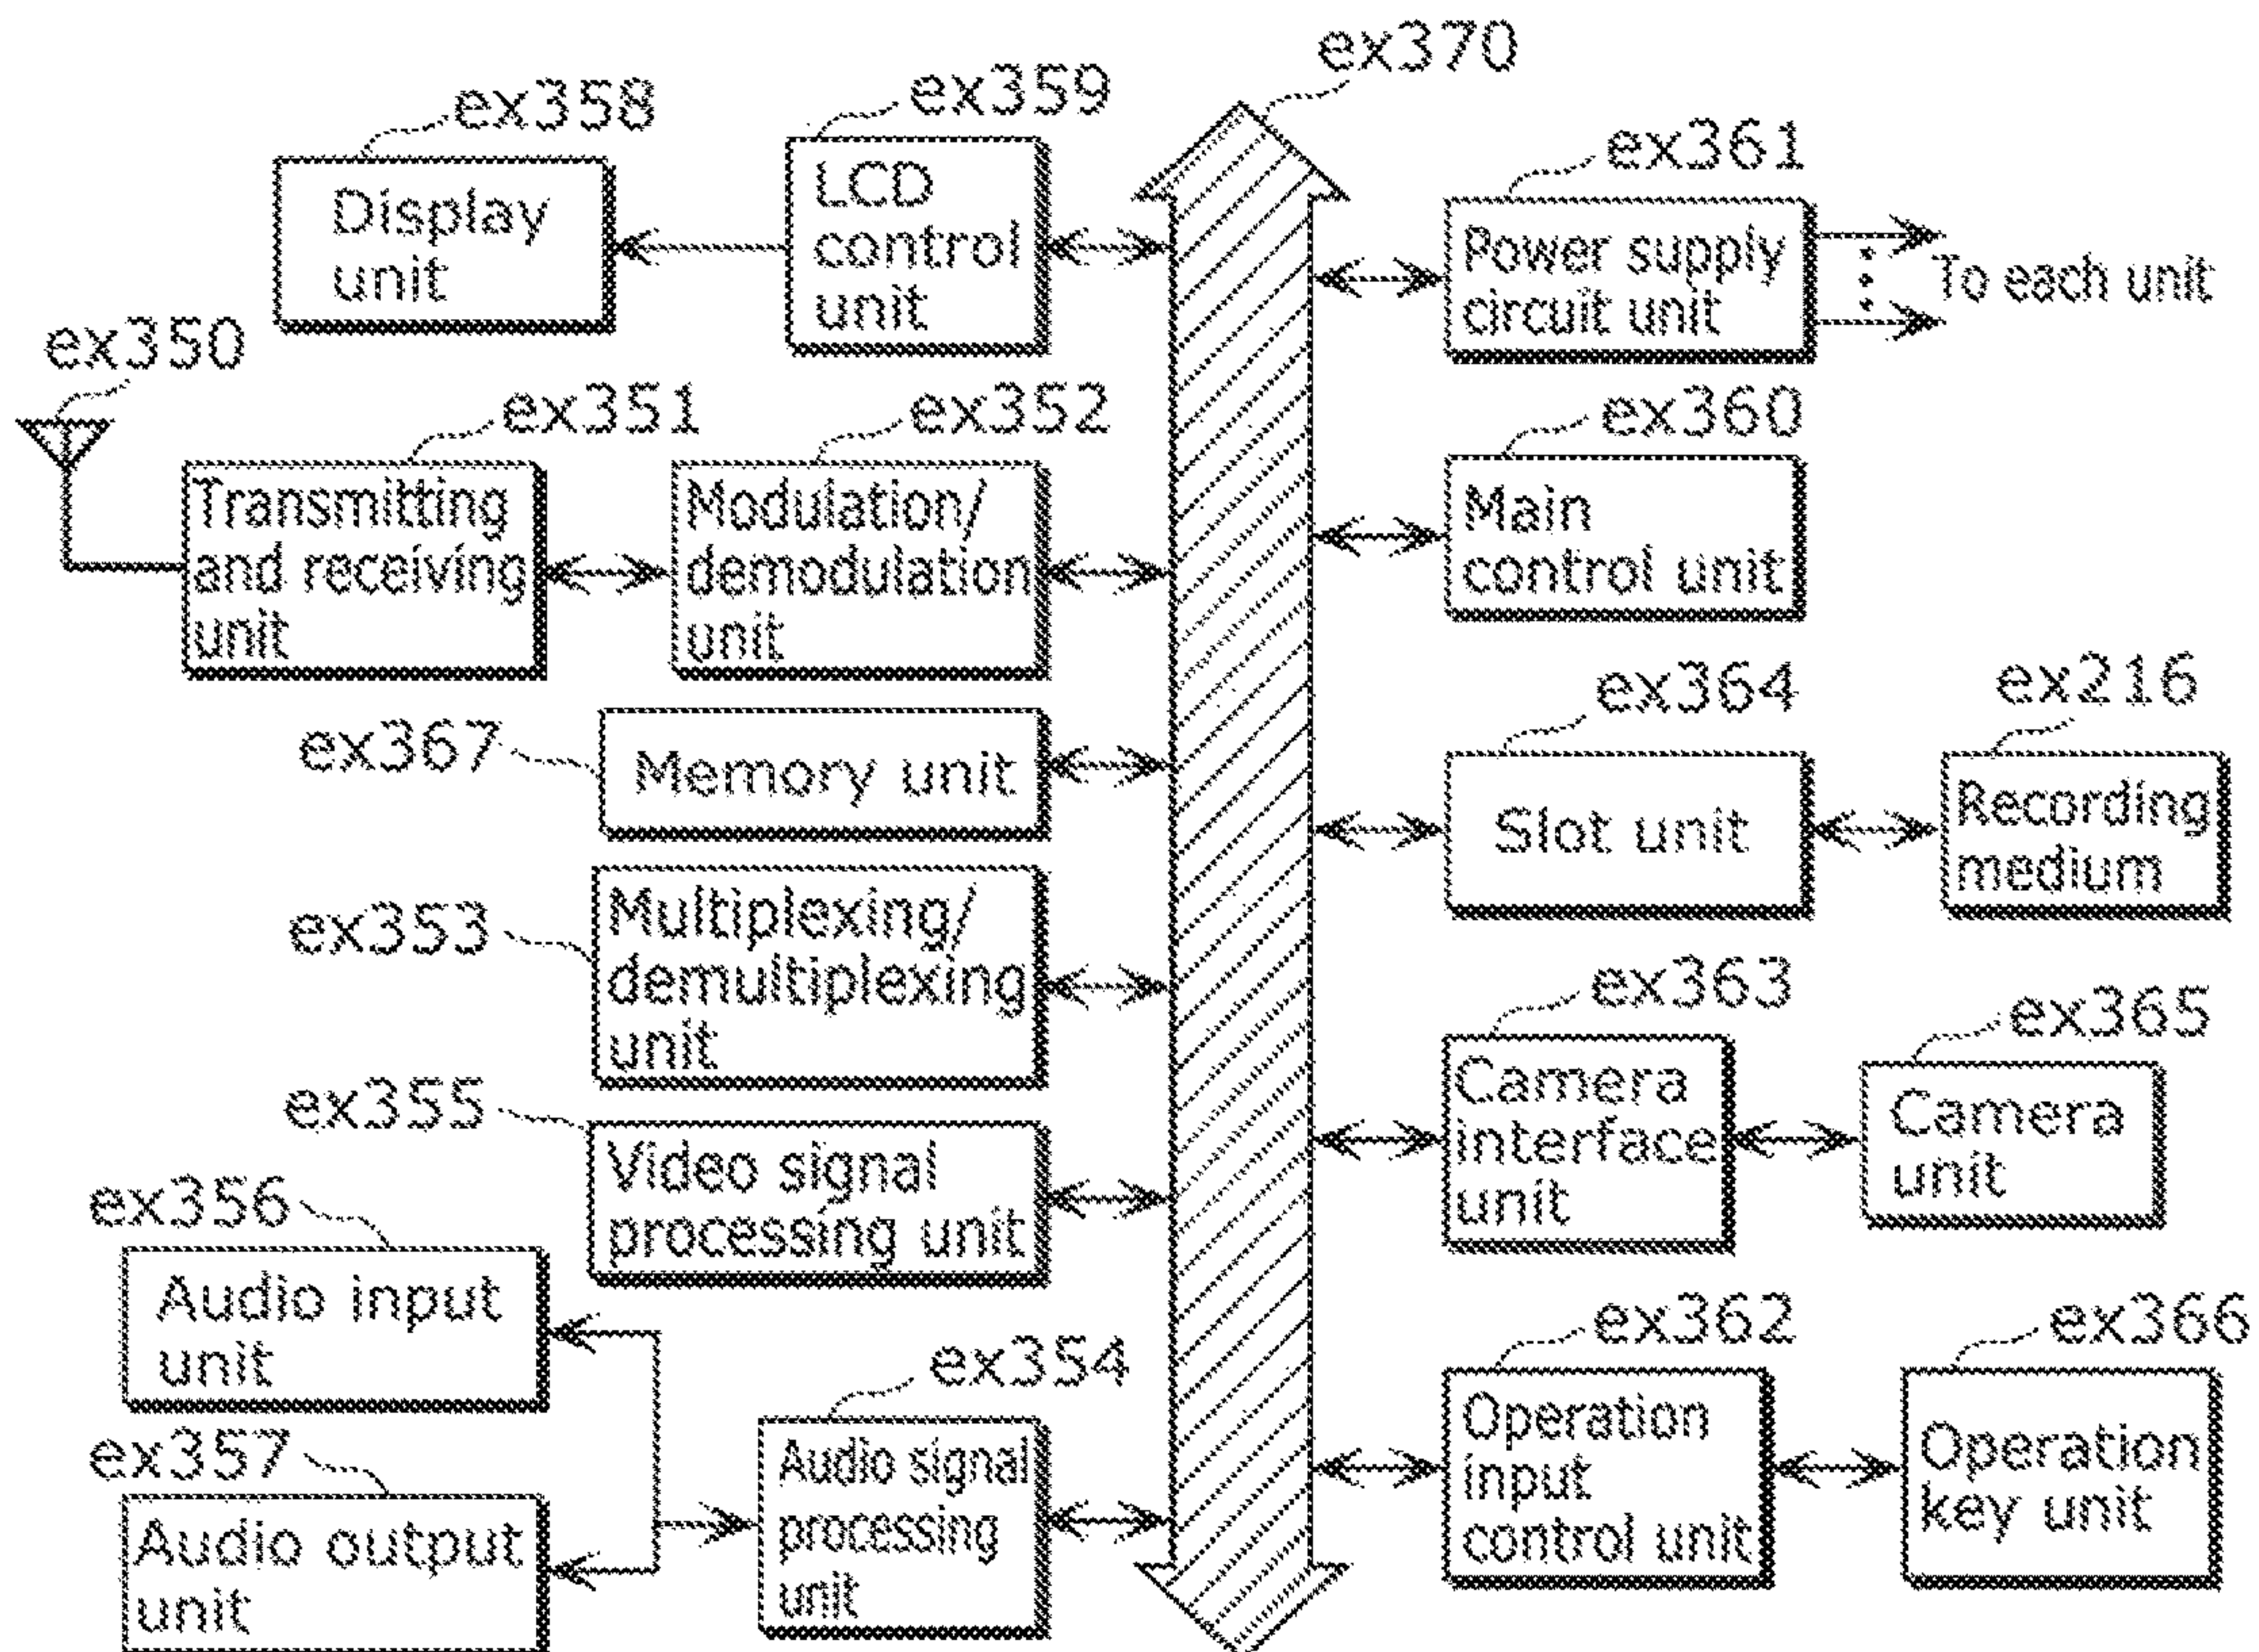 ex370
ex358
ex359
ex361
Display
unit
LCD
control
unit
Power supply
circuit unit
To each unit
ex350
ex351
ex352
ex360
Transmitting
and receiving
unit
Modulation/
demodulation
unit
Main
control unit
ex364
ex216
ex367
Memory unit
Slot unit
Recording
medium
ex353
Multiplexing/
demultiplexing
unit
ex363
ex365
Camera
interface
unit
Camera
unit
ex355
Video signal
processing unit
ex356
Audio input
unit
ex362
ex366
ex354
Operation
input
control unit
Operation
key unit
ex357
Audio output
unit
Audio signal
processing
unit